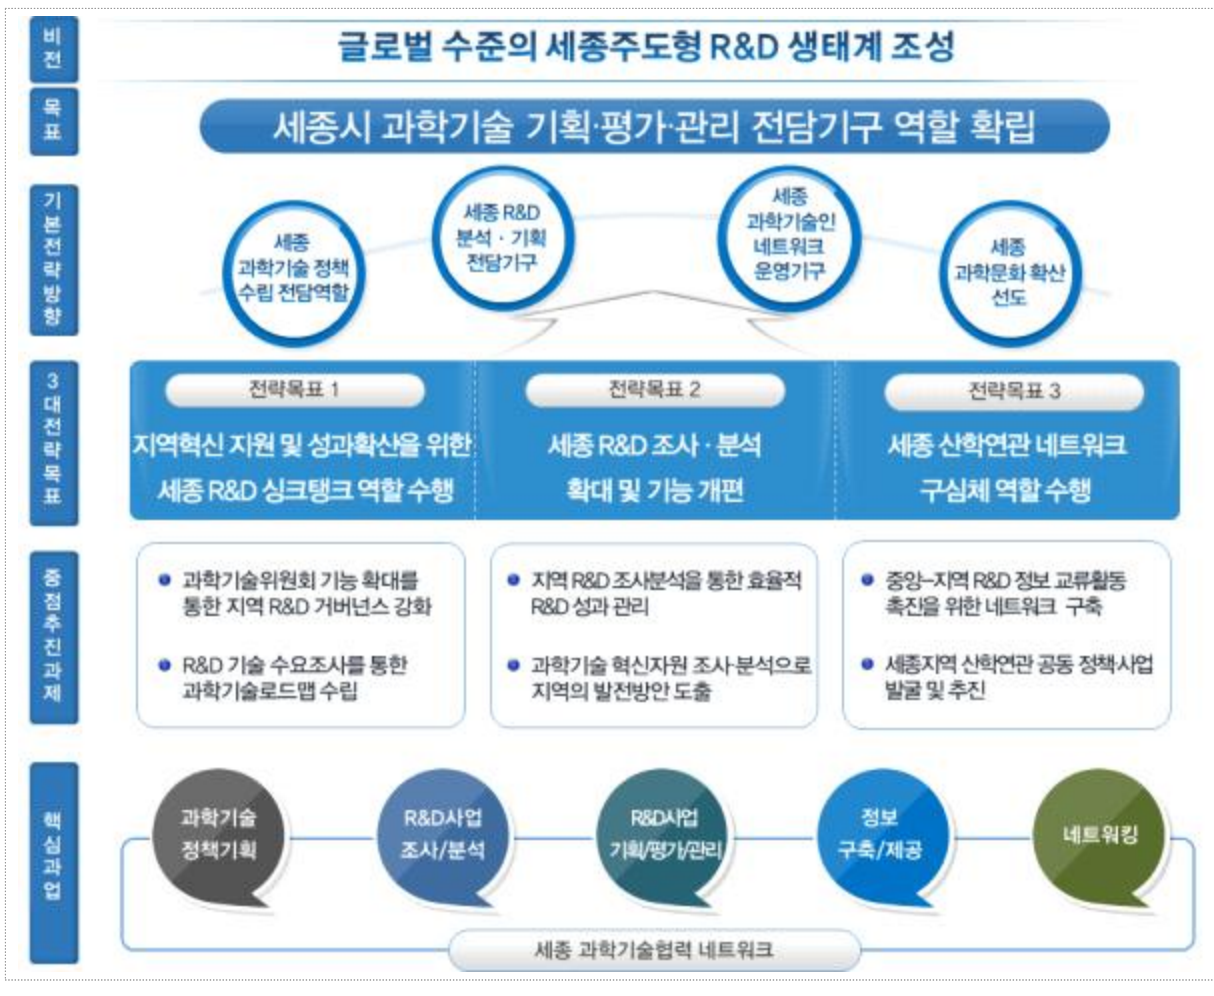 비전
글로벌 수준의 세종주도형 R&D 생태계 조성
목표
세종시 과학기술 기획·평가·관리 전담기구 역할 확립
기본전략방향
세종
과학기술 정책
수립 전담역할
세종 R&D
분석 · 기획
전담기구
세종
과학기술인
네트워크
운영기구
세종
과학문화 확산
선도
3대전략목표
전략목표 1
지역혁신 지원 및 성과확산을 위한
세종 R&D 싱크탱크 역할 수행
전략목표 2
세종 R&D 조사 · 분석
확대 및 기능 개편
전략목표 3
세종 산학연관 네트워크
구심체 역할 수행
중점추진과제
과학기술위원회 기능 확대를
통한 지역 R&D 거버넌스 강화
R&D 기술 수요조사를 통한
과학기술로드맵 수립
지역 R&D 조사분석을 통한 효율적
R&D 성과 관리
과학기술 혁신자원 조사·분석으로
지역의 발전방안 도출
중앙–지역 R&D 정보 교류활동
촉진을 위한 네트워크 구축
세종지역 산학연관 공동 정책·사업
발굴 및 추진
핵심과업
과학기술
정책기획
R&D사업
조사/분석
R&D사업
기획/평가/관리
정보
구축/제공
네트워킹
세종 과학기술협력 네트워크